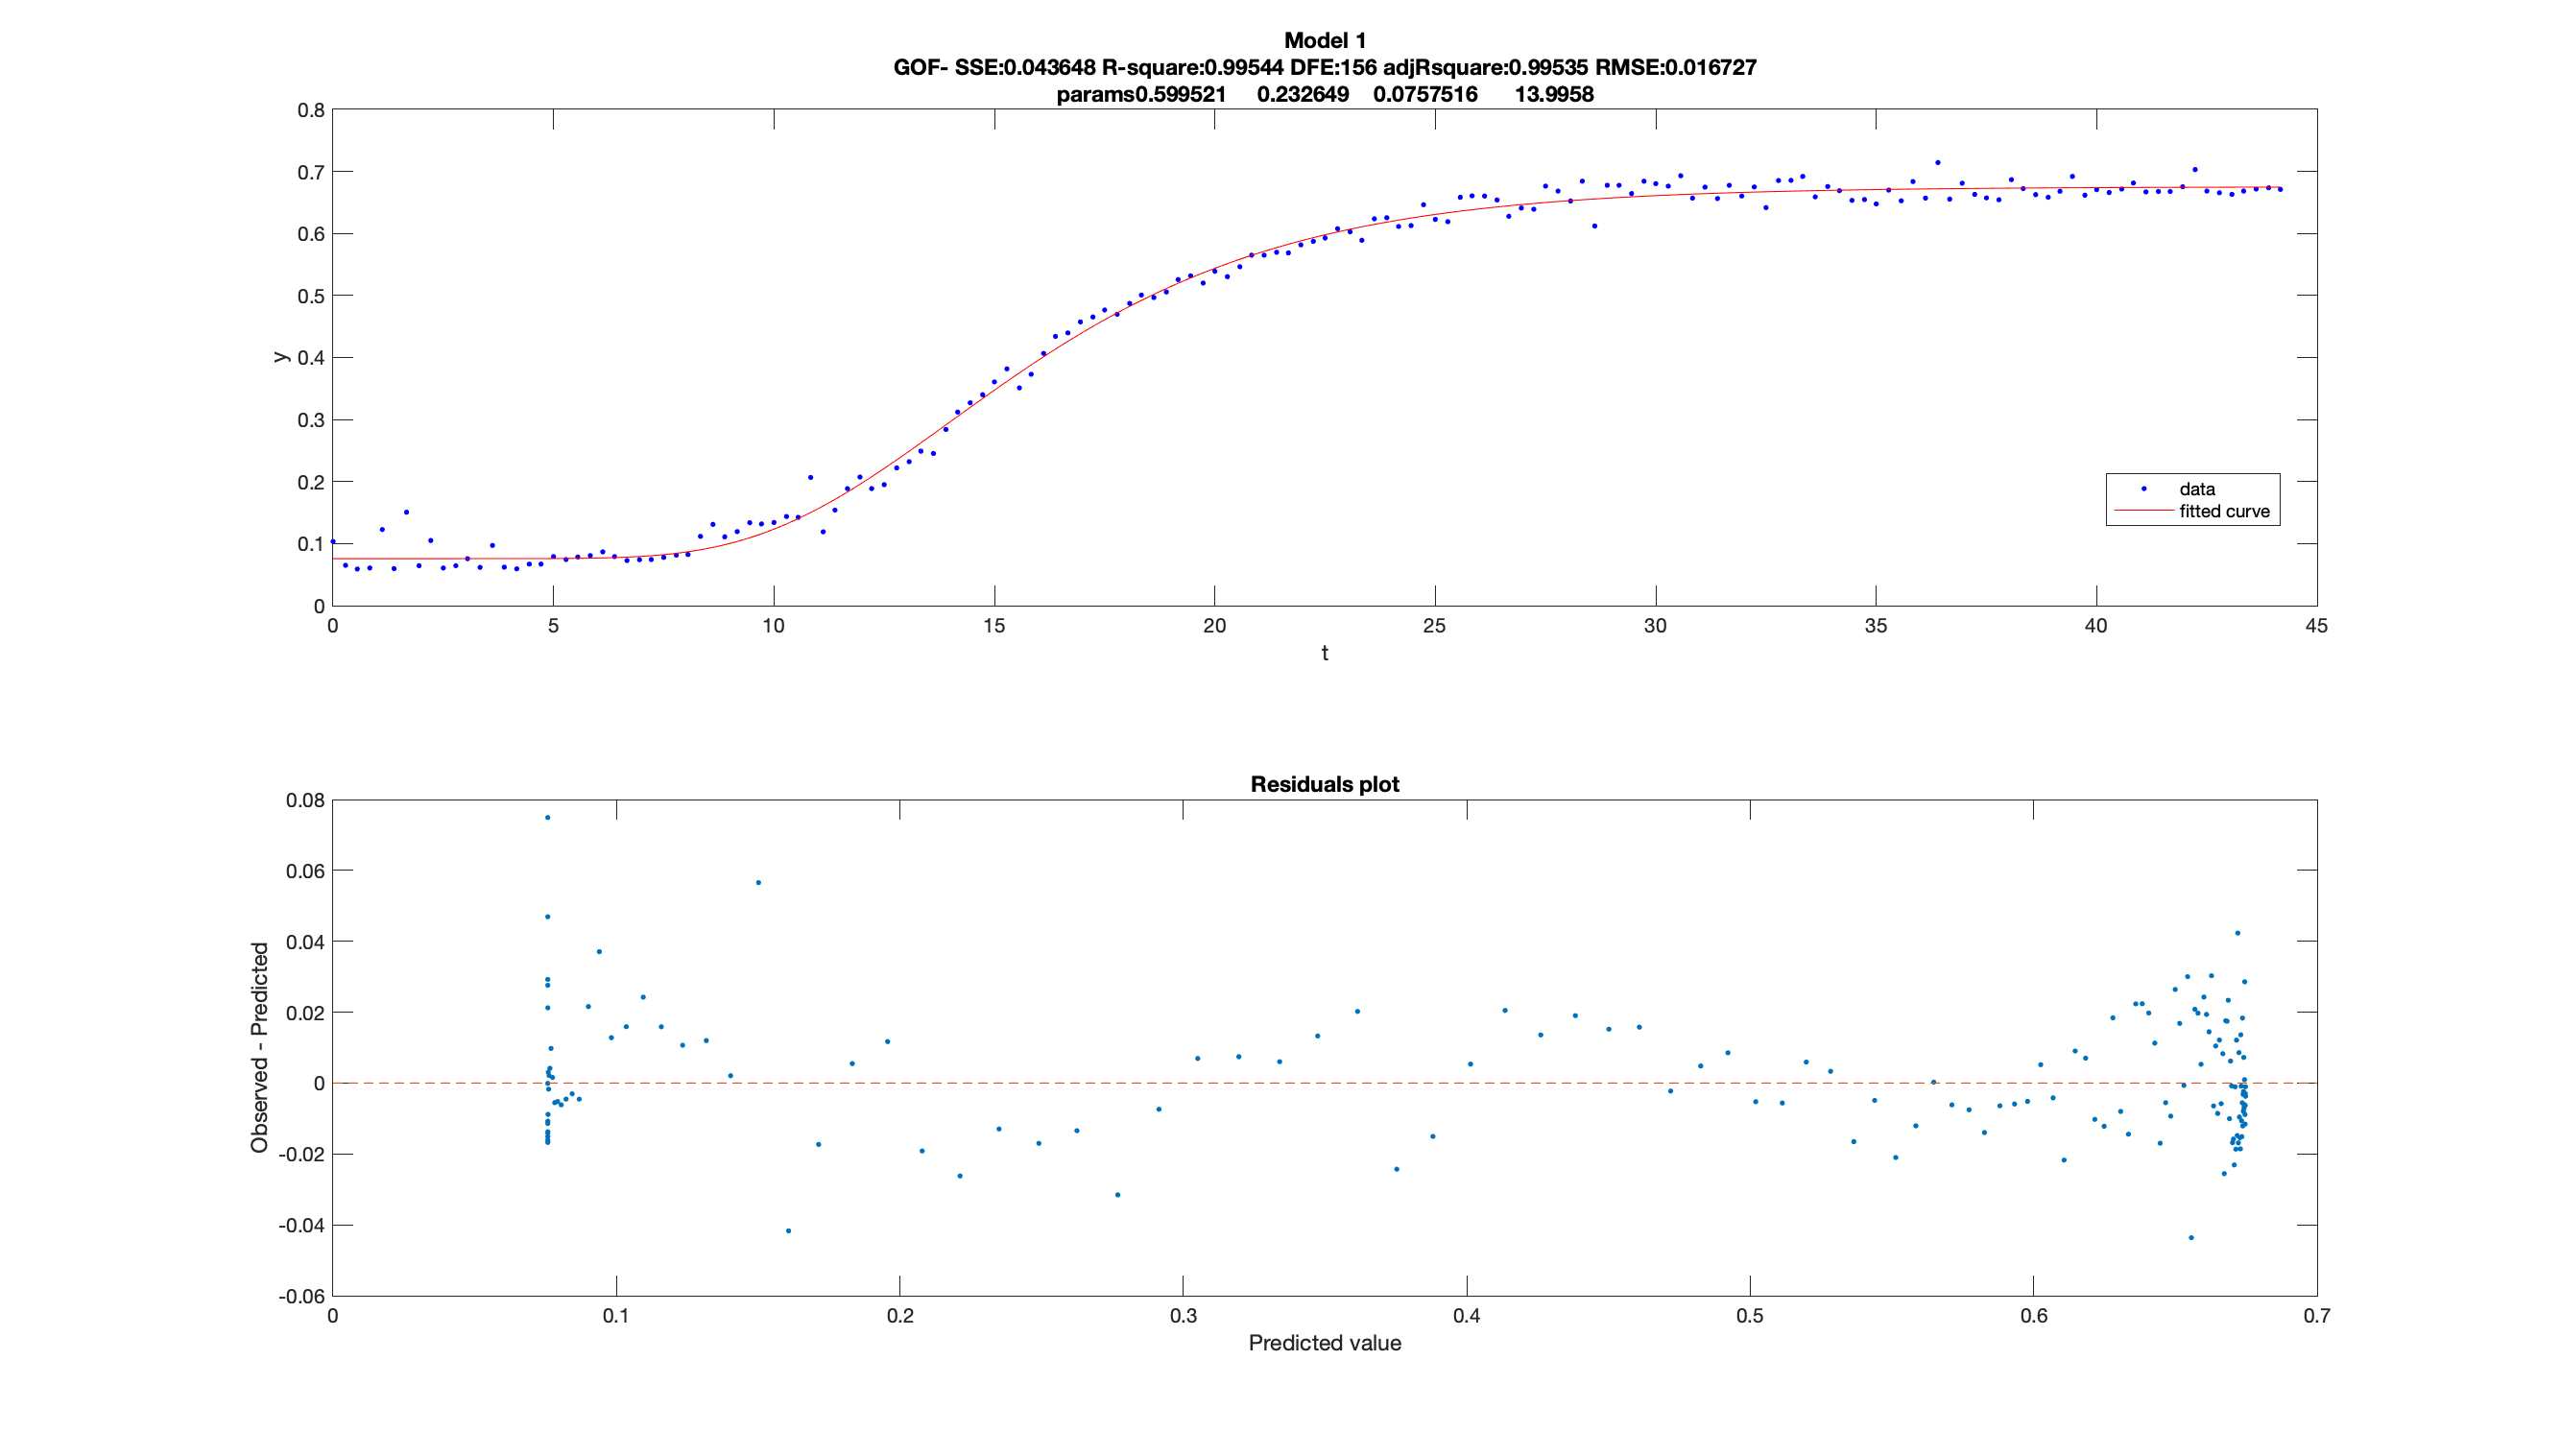 Model 1
GOF- SSE:0.043648 R-square:0.99544 DFE:156 adjRsquare:0.99535 RMSE:0.016727
params0.599521 0.232649 0.0757516 13.9958
0.8
0.7
0.6
0.5
0.4
0.3
0.2
0.1
0
y
data
fitted curve
0 5 10 15 20 25 30 35 40 45
t
Residuals plot
0.08
0.06
0.04
0.02
0
-0.02
-0.04
-0.06
Observed - Predicted
0 0.1 0.2 0.3 0.4 0.5 0.6 0.7
Predicted value